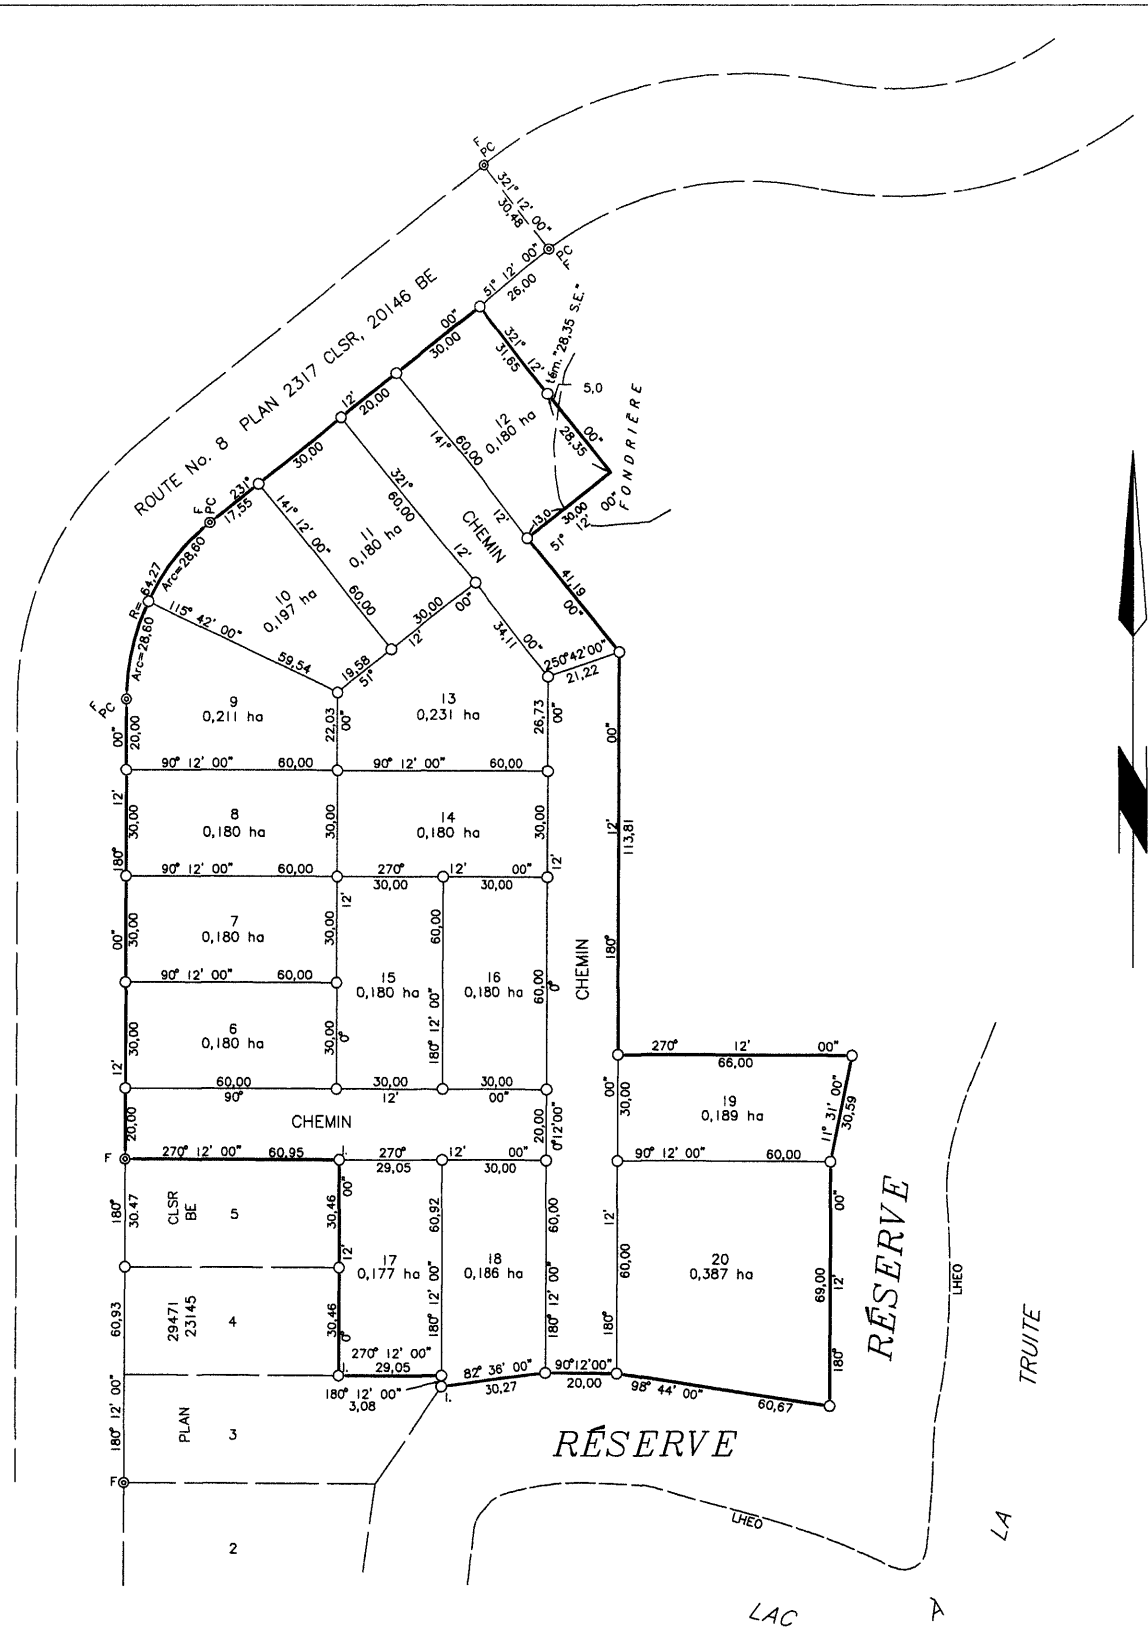 F
PC
321° 12' 00"
30,48
PC
F
51° 12' 00"
26,00
ROUTE No. 8 PLAN 2317 CLSR, 20146 BE
00"
30,00
321° 12' 00"
31,65
tém. "28,35 S.E."
5,0
28,35
FONDRIÈRE
12'
20,00
12
0,180 ha
141° 12'
60,00
13,0
30,00
51° 12' 00"
30,00
231°
17,55
F
PC
321° 12' 00"
60,00
11
0,180 ha
CHEMIN
141° 12' 00"
60,00
41,19
00"
R= 64,27
Arc=28,60
10
0,197 ha
30,00
51° 12' 00"
19,58
34,11
115° 42' 00"
59,54
Arc=28,60
250°42'00"
21,22
F
PC
9
0,211 ha
13
0,231 ha
20,00
00"
22,03
00"
26,73
00"
00"
90° 12' 00" 60,00
90° 12' 00" 60,00
12'
30,00
8
0,180 ha
30,00
14
0,180 ha
30,00
12'
113,81
180°
90° 12' 00" 60,00
270° 12' 00"
30,00
30,00
12'
12'
00"
30,00
7
0,180 ha
30,00
60,00
CHEMIN
180°
90° 12' 00" 60,00
15
0,180 ha
16
0,180 ha
60,00
0°
180° 12' 00"
30,00
6
0,180 ha
30,00
0°
12'
60,00
90°
30,00
12'
30,00
00"
270° 12' 00"
66,00
00"
30,00
19
0,189 ha
11° 31' 00"
30,59
20,00
CHEMIN
20,00
0°12'00"
F
270° 12' 00" 60,95
I.
270° 12' 00"
29,05
30,00
90° 12' 00" 60,00
180°
30.47
CLSR
BE
5
30,46
00"
60,92
60,00
12'
00"
RÉSERVE
12'
17
0,177 ha
18
0,186 ha
60,00
20
0,387 ha
69,00
12'
LHEO
60,93
29471
23145
4
30,46
0°
180° 12' 00"
180° 12' 00"
180°
180°
TRUITE
270° 12' 00"
29,05
I.
82° 36' 00"
30,27
90°12'00"
20,00
98° 44' 00"
60,67
180° 12' 00"
3,08
I.
180° 12' 00"
PLAN
3
RÉSERVE
F
LHEO
LA
2
LAC
A